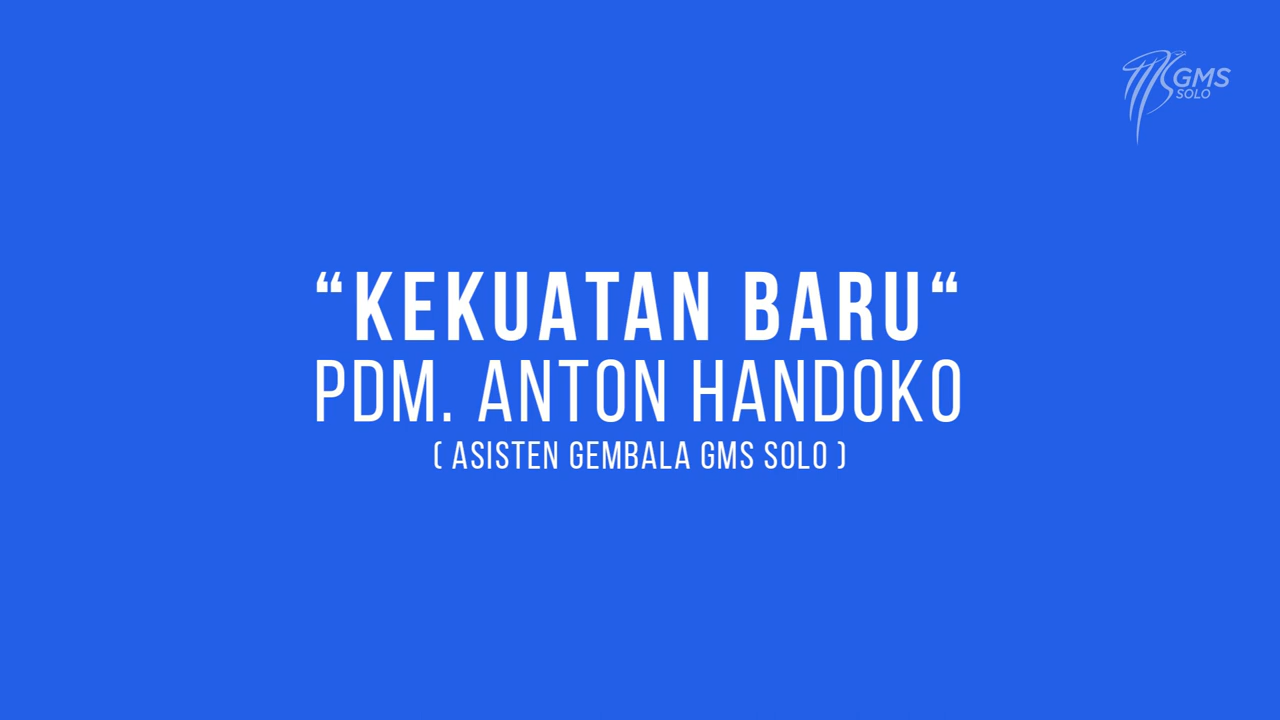 GMS
SOLO
“KEKUATAN BARU“
PDM. ANTON HANDOKO
( ASISTEN GEMBALA GMS SOLO )